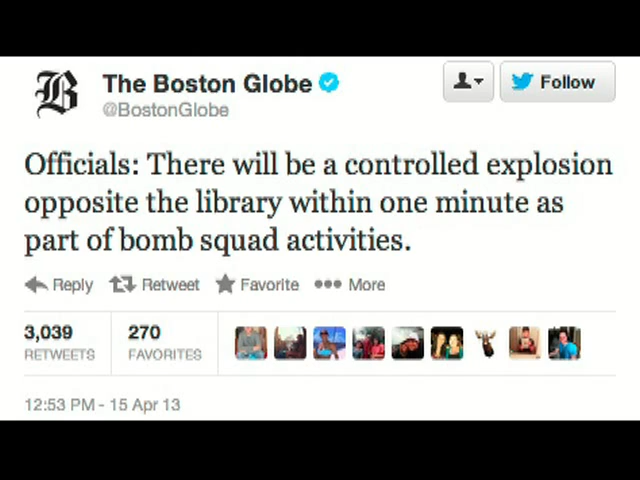 The Boston Globe
@BostonGlobe
Follow
Officials: There will be a controlled explosion
opposite the library within one minute as
part of bomb squad activities.
Reply Retweet Favorite More
3,039 270
RETWEETS FAVORITES
12:53 PM - 15 Apr 13